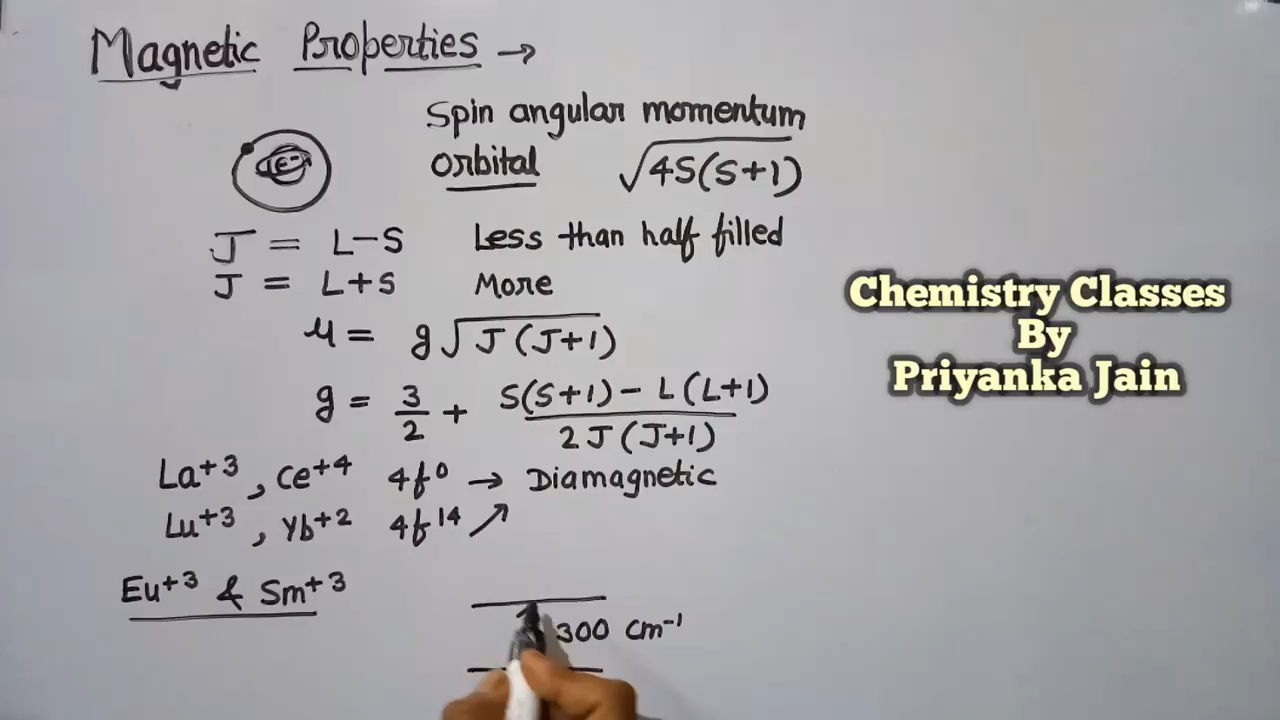 Magnetic Properties →
Spin angular momentum
orbital √4S(S+1)
e-
J = L-S Less than half filled
J = L+S More
μ = g√J(J+1)
g = 3/2 + S(S+1) - L(L+1) / 2J(J+1)
La+3, Ce+4 4f⁰ → Diamagnetic
Lu+3, Yb+2 4f¹⁴ ↗
Eu+3 & Sm+3
300 cm⁻¹
Chemistry Classes
By
Priyanka Jain